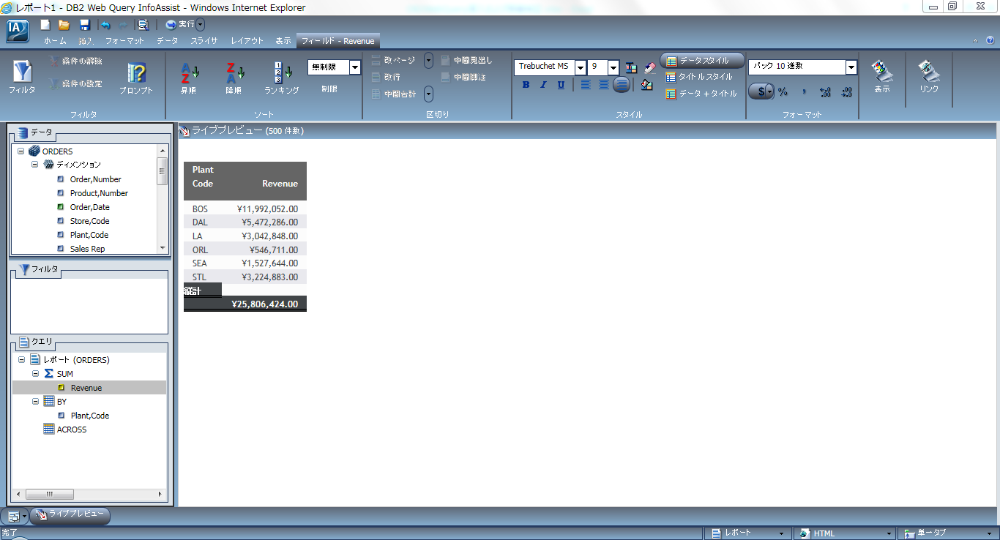 レポート1 - DB2 Web Query InfoAssist - Windows Internet Explorer
IA
実行
ホーム 挿入 フォーマット データ スライサ レイアウト 表示 フィールド - Revenue
フィルタ
条件の解除
条件の設定
プロンプト
フィルタ
昇順
降順
ランキング
無制限
制限
ソート
改ページ
改行
中間合計
中間見出し
中間脚注
区切り
Trebuchet MS 9
B I U
データスタイル
タイトルスタイル
データ + タイトル
スタイル
パック 10 進数
$ % , ←.0 .00 .00 →.0
フォーマット
表示
リンク
データ
ORDERS
ディメンション
Order,Number
Product,Number
Order,Date
Store,Code
Plant,Code
Sales Rep
フィルタ
クエリ
レポート (ORDERS)
SUM
Revenue
BY
Plant,Code
ACROSS
ライブプレビュー (500 件数)
Plant
Code Revenue
BOS ¥11,992,052.00
DAL ¥5,472,286.00
LA ¥3,042,848.00
ORL ¥546,711.00
SEA ¥1,527,644.00
STL ¥3,224,883.00
総計
¥25,806,424.00
ライブプレビュー
完了
レポート
HTML
単一タブ